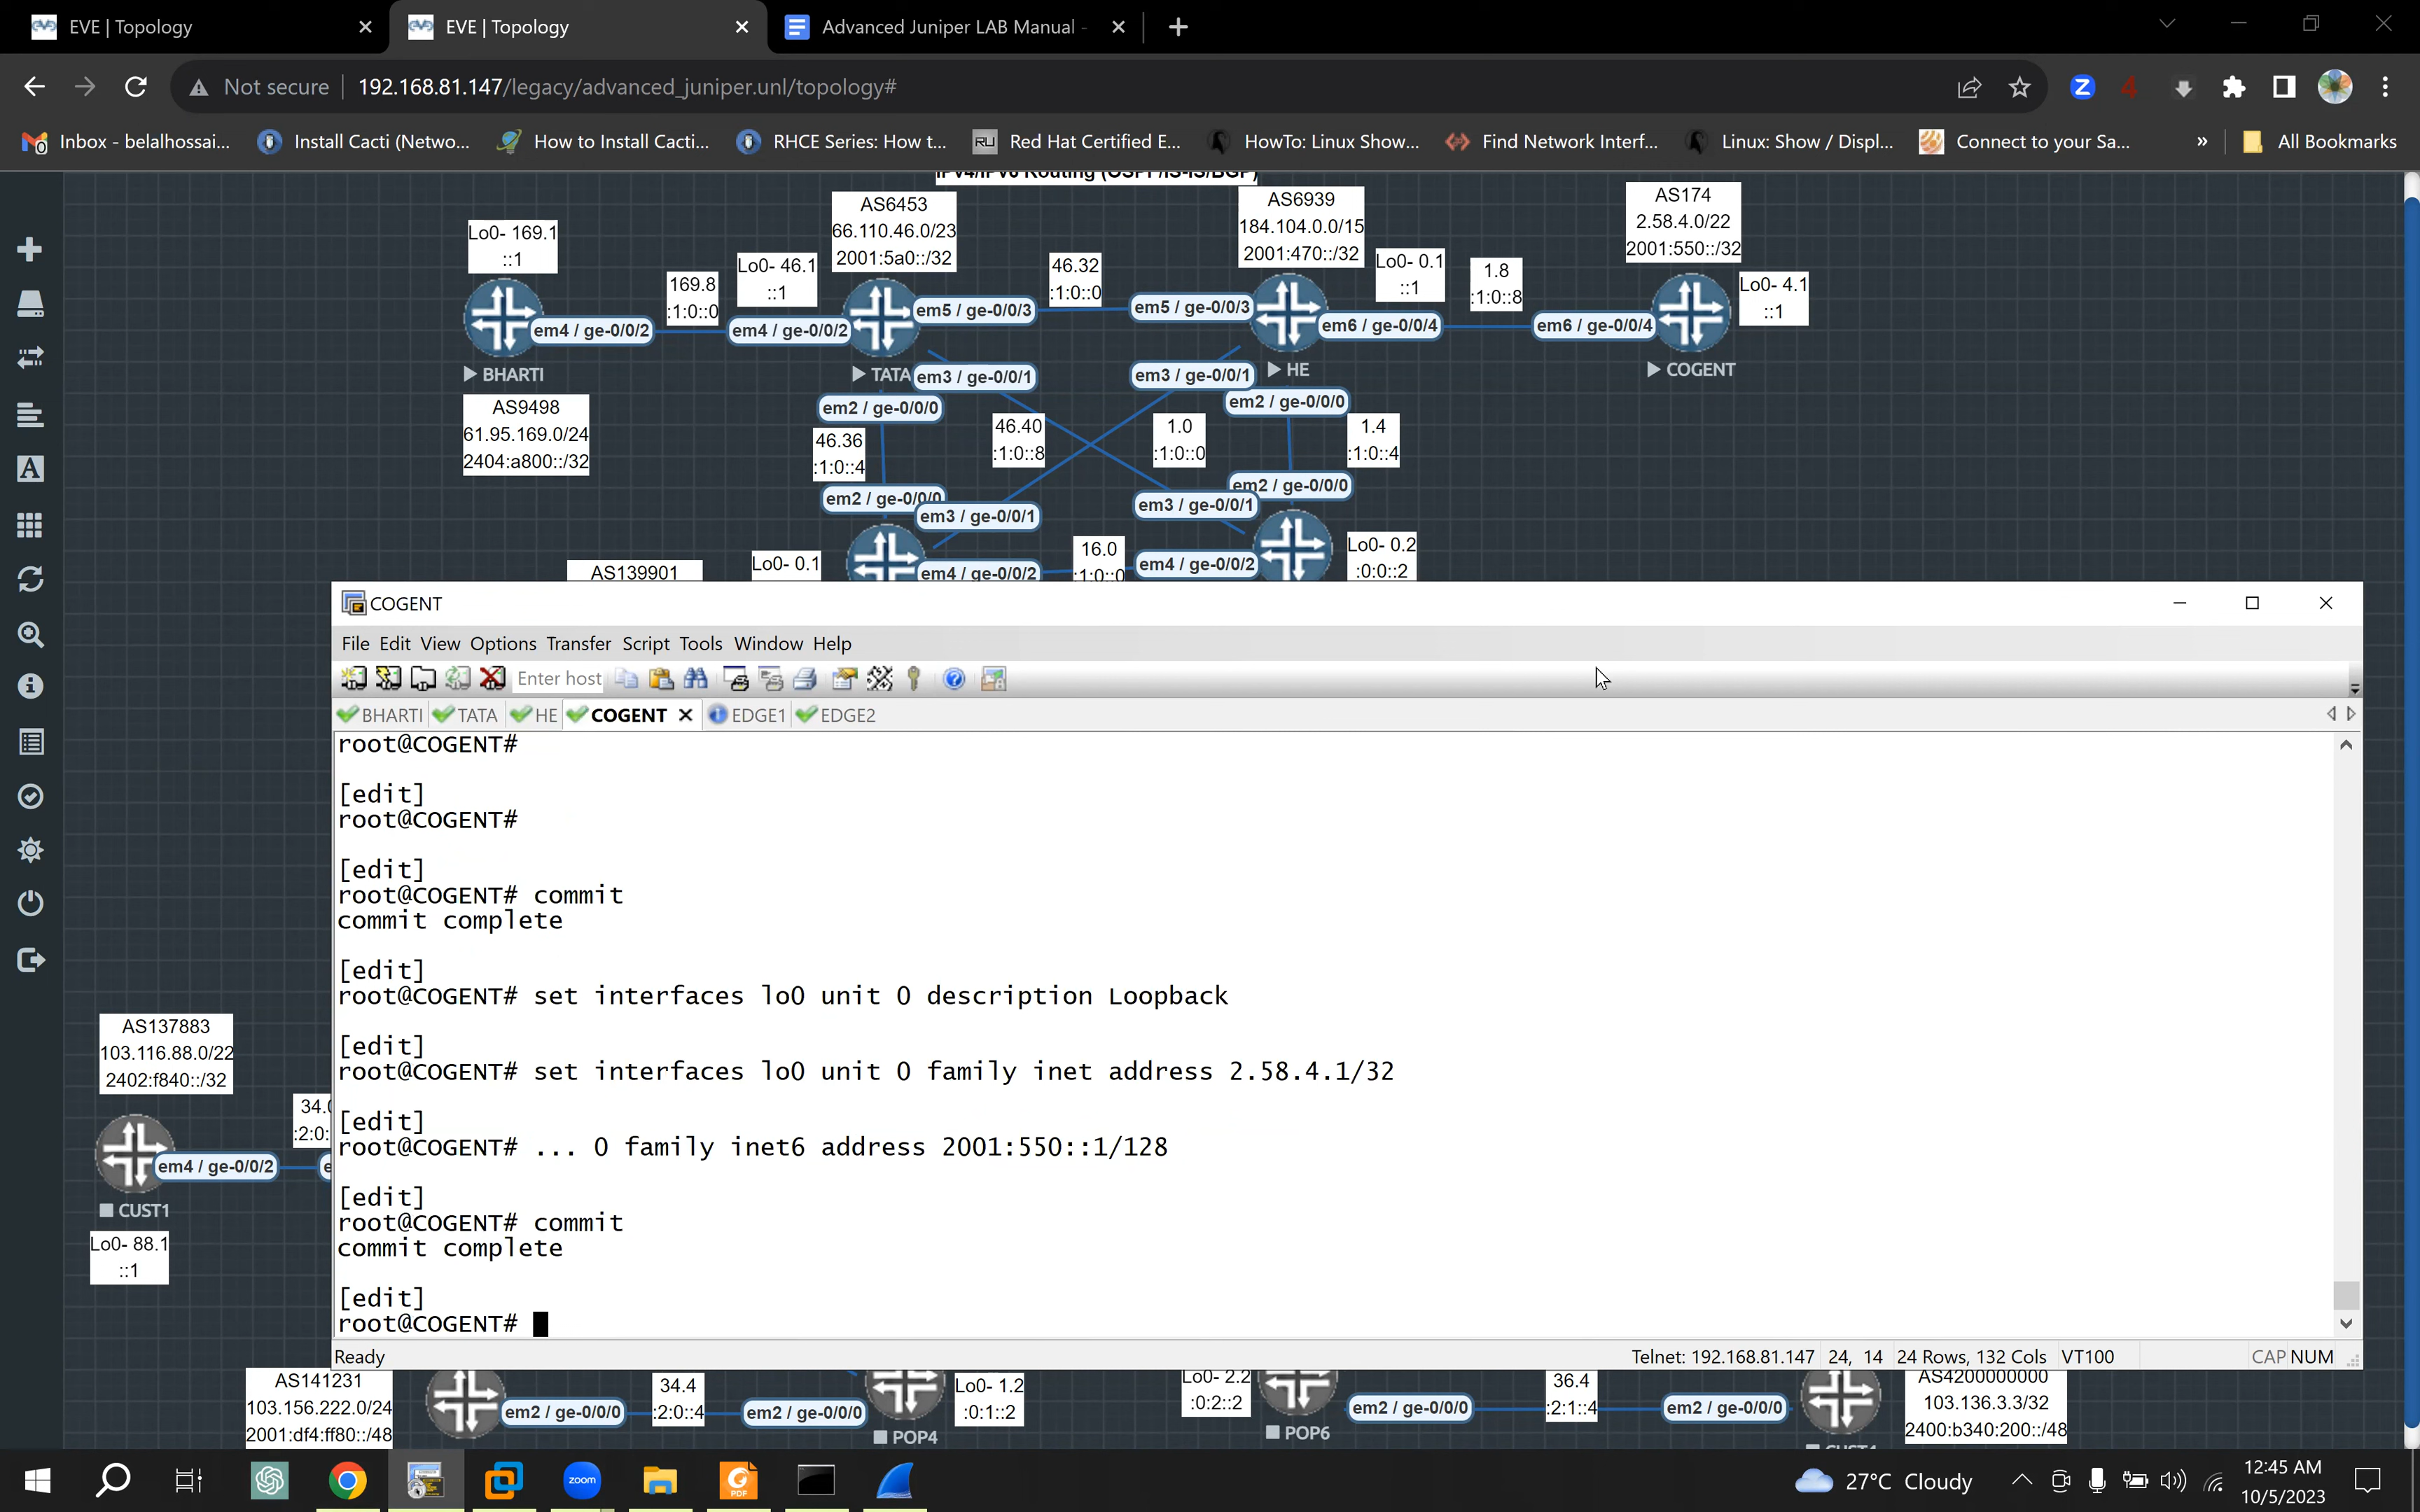 EVE | Topology
EVE | Topology
Advanced Juniper LAB Manual -
Not secure
192.168.81.147/legacy/advanced_juniper.unl/topology#
Inbox - belalhossai...
Install Cacti (Netwo...
How to Install Cacti...
RHCE Series: How t...
Red Hat Certified E...
HowTo: Linux Show...
Find Network Interf...
Linux: Show / Displ...
Connect to your Sa...
»
All Bookmarks
IPv4/IPv6 Routing (OSPF/IS-IS/BGP)
Lo0- 169.1
::1
AS6453
66.110.46.0/23
2001:5a0::/32
AS6939
184.104.0.0/15
2001:470::/32
AS174
2.58.4.0/22
2001:550::/32
169.8
:1:0::0
Lo0- 46.1
::1
46.32
:1:0::0
Lo0- 0.1
::1
1.8
:1:0::8
Lo0- 4.1
::1
em4 / ge-0/0/2
em4 / ge-0/0/2
em5 / ge-0/0/3
em5 / ge-0/0/3
em6 / ge-0/0/4
em6 / ge-0/0/4
BHARTI
TATA
HE
COGENT
em3 / ge-0/0/1
em3 / ge-0/0/1
AS9498
61.95.169.0/24
2404:a800::/32
em2 / ge-0/0/0
em2 / ge-0/0/0
46.36
:1:0::4
46.40
:1:0::8
1.0
:1:0::0
1.4
:1:0::4
em2 / ge-0/0/0
em3 / ge-0/0/1
em3 / ge-0/0/1
em2 / ge-0/0/0
AS139901
Lo0- 0.1
em4 / ge-0/0/2
16.0
:1:0::0
em4 / ge-0/0/2
Lo0- 0.2
:0:0::2
COGENT
File Edit View Options Transfer Script Tools Window Help
Enter host
BHARTI
TATA
HE
COGENT
EDGE1
EDGE2
root@COGENT#
[edit]
root@COGENT#
[edit]
root@COGENT# commit
commit complete
[edit]
root@COGENT# set interfaces lo0 unit 0 description Loopback
[edit]
root@COGENT# set interfaces lo0 unit 0 family inet address 2.58.4.1/32
[edit]
root@COGENT# ... 0 family inet6 address 2001:550::1/128
[edit]
root@COGENT# commit
commit complete
[edit]
root@COGENT#
Ready
Telnet: 192.168.81.147
24, 14
24 Rows, 132 Cols
VT100
CAP NUM
AS137883
103.116.88.0/22
2402:f840::/32
34.0
:2:0:
em4 / ge-0/0/2
CUST1
Lo0- 88.1
::1
AS141231
103.156.222.0/24
2001:df4:ff80::/48
em2 / ge-0/0/0
34.4
:2:0::4
em2 / ge-0/0/0
POP4
Lo0- 1.2
:0:1::2
Lo0- 2.2
:0:2::2
POP6
em2 / ge-0/0/0
36.4
:2:1::4
em2 / ge-0/0/0
AS4200000000
103.136.3.3/32
2400:b340:200::/48
zoom
PDF
27°C Cloudy
12:45 AM
10/5/2023